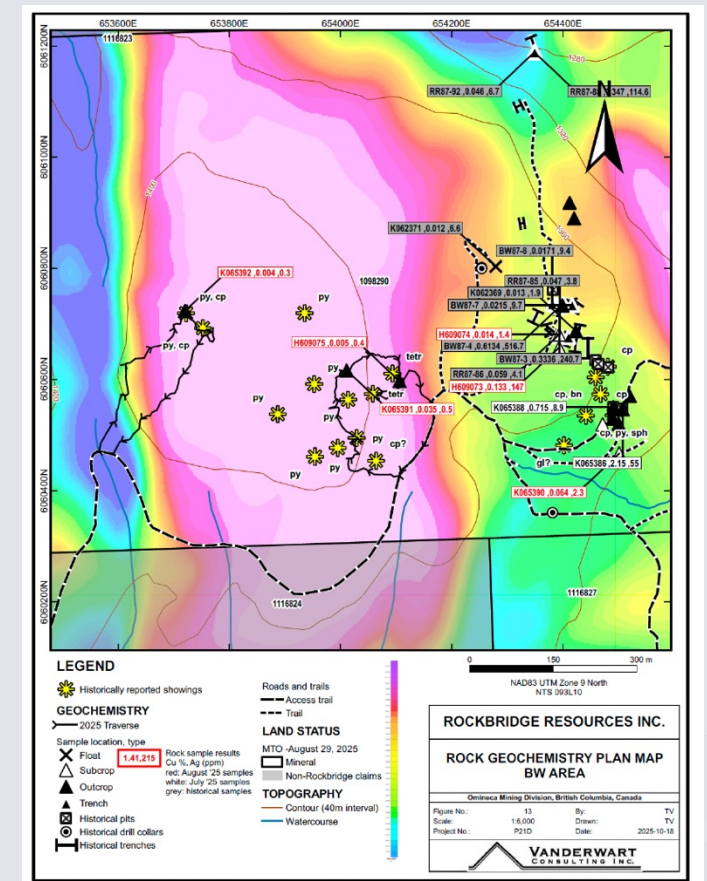 653600E 653800E 654000E 654200E 654400E
6061200N
6061000N
6060800N
6060600N
6060400N
6060200N
1116823
1280
RR87-92 ,0.046 ,6.7
,114.6
N
1320
1360
K062371 ,0.012 ,6.6
BW87-8 ,0.0171 ,9.4
K065392 ,0.004 ,0.3
1098290
RR87-85 ,0.047 ,3.8
K062369 ,0.013 ,1.9
BW87-7 ,0.0215 ,9.7
py, cp
py
H609075 ,0.005 ,0.4
H609074 ,0.014 ,1.4
BW87-4 ,0.6134 ,516.7
BW87-3 ,0.3336 ,240.7
RR87-86 ,0.059 ,4.1
H609073 ,0.133 ,147
py, cp
tetr
cp
py
tetr
cp, bn
K065391 ,0.035 ,0.5
K065388 ,0.715 ,8.9
py
py
py
py
cp?
cp, py, sph
py
py
gl?
K065386 ,2.15 ,55
K065390 ,0.064 ,2.3
1116824
1116827
LEGEND
Historically reported showings
GEOCHEMISTRY
2025 Traverse
Sample location, type
Float
Subcrop
Outcrop
Trench
Historical pits
Historical drill collars
Historical trenches
1.41,215
Rock sample results
Cu %, Ag (ppm)
red: August '25 samples
white: July '25 samples
grey: historical samples
Roads and trails
Access trail
Trail
LAND STATUS
MTO -August 29, 2025
Mineral
Non-Rockbridge claims
TOPOGRAPHY
Contour (40m interval)
Watercourse
0 150 300 m
NAD83 UTM Zone 9 North
NTS 093L10
ROCKBRIDGE RESOURCES INC.
ROCK GEOCHEMISTRY PLAN MAP
BW AREA
Omineca Mining Division, British Columbia, Canada
Figure No.: 13 By: TV
Scale: 1:6,000 Drawn: TV
Project No.: P21D Date: 2025-10-18
VANDERWART
CONSULTING INC.